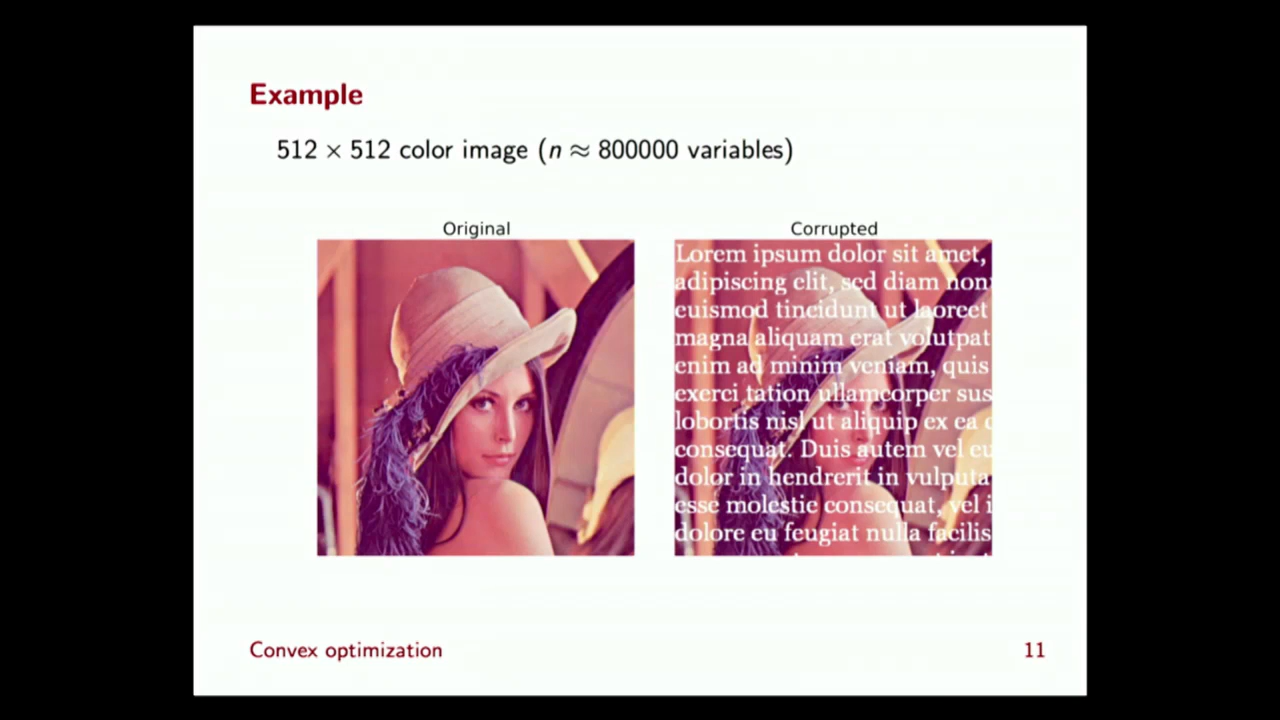 Example
512 × 512 color image (n ≈ 800000 variables)
Original
Corrupted
Lorem ipsum dolor sit amet,
adipiscing elit, sed diam non
euismod tincidunt ut laoreet
magna aliquam erat volutpat
enim ad minim veniam, quis
exerci tation ullamcorper sus
lobortis nisl ut aliquip ex ea
consequat. Duis autem vel eu
dolor in hendrerit in vulputa
esse molestie consequat, vel i
dolore eu feugiat nulla facilis
Convex optimization
11